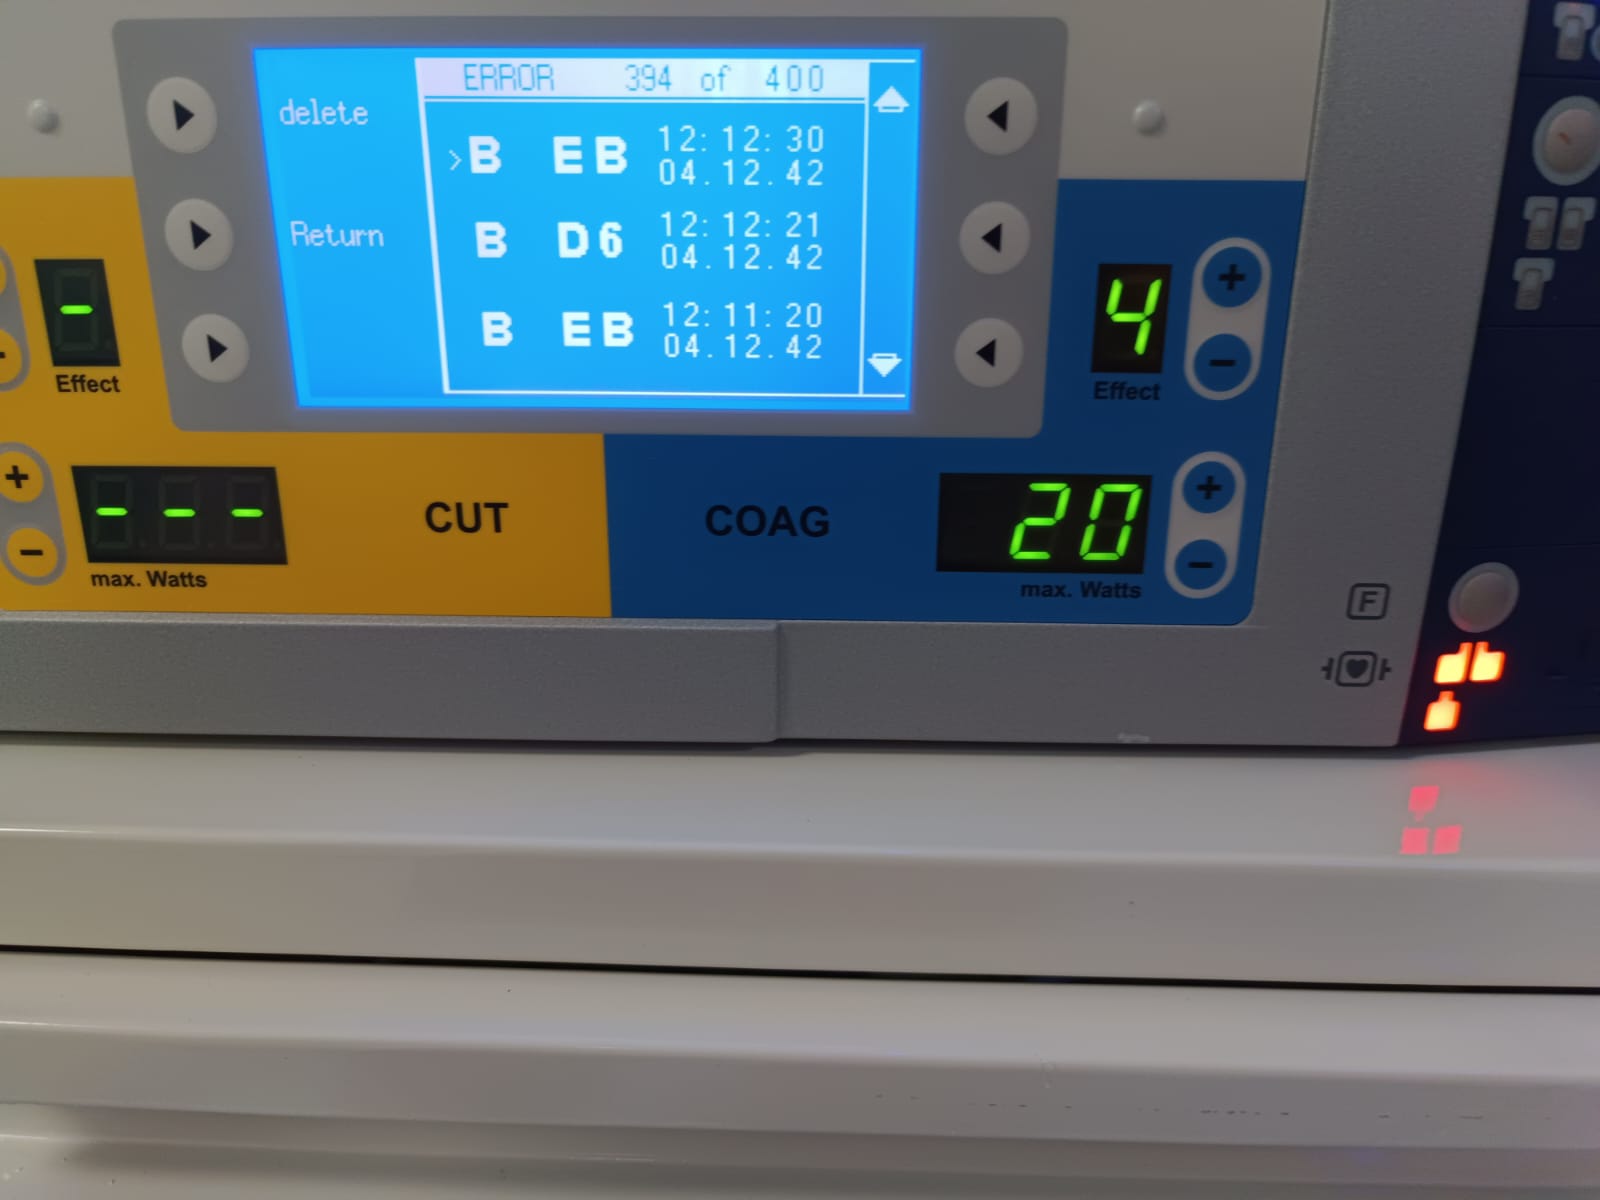 ERROR 394 of 400
delete
>B EB 12:12:30
04.12.42
B D6 12:12:21
04.12.42
Return
B EB 12:11:20
04.12.42
-
Effect
+
-
- - -
max. Watts
CUT
COAG
4
Effect
+
-
20
max. Watts
+
-
F